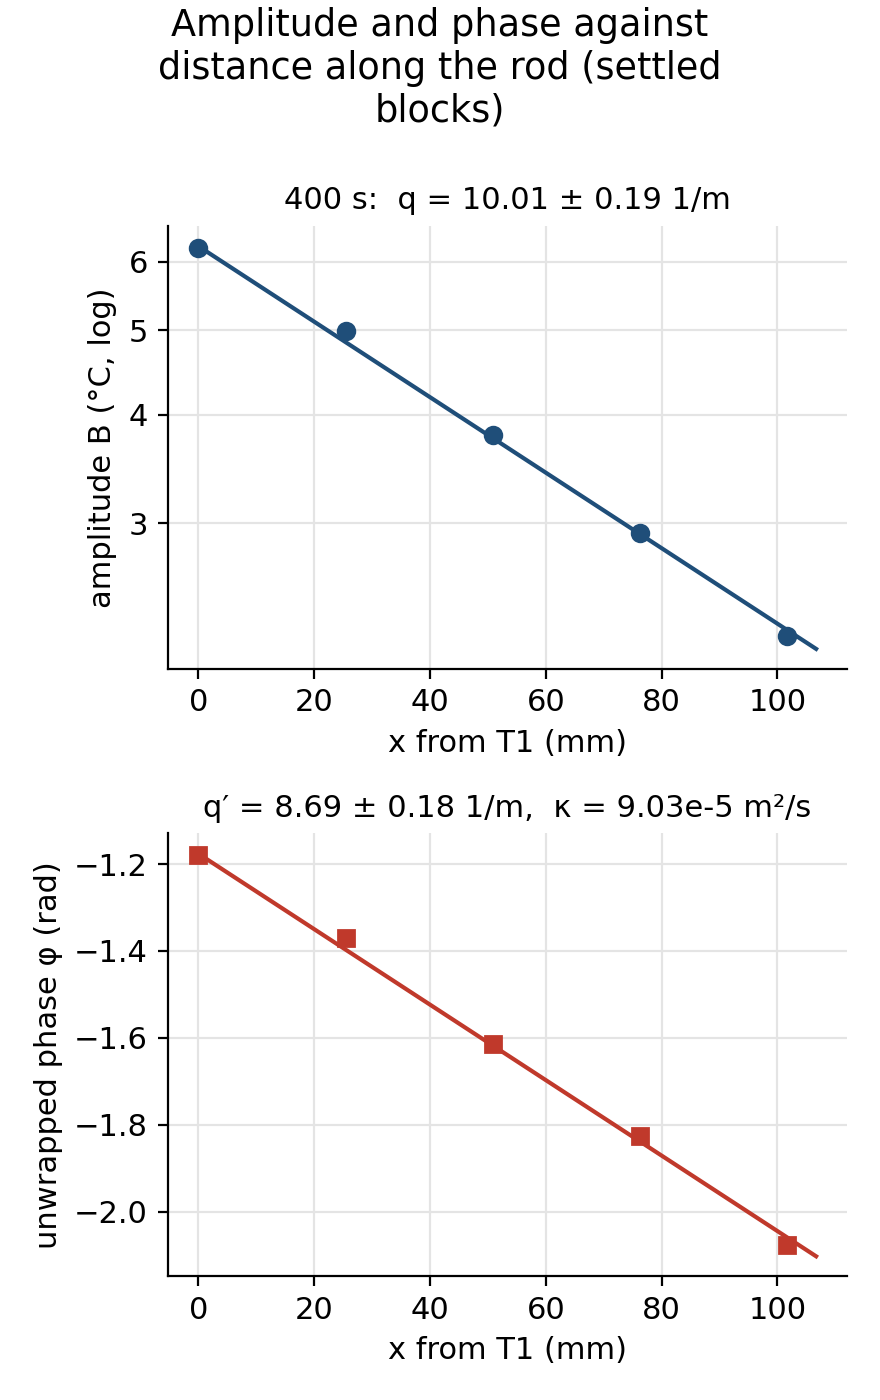 Amplitude and phase against
distance along the rod (settled
blocks)
400 s:  q = 10.01 ± 0.19 1/m
amplitude B (°C, log)
6
5
4
3
0 20 40 60 80 100
x from T1 (mm)
q′ = 8.69 ± 0.18 1/m,  κ = 9.03e-5 m²/s
unwrapped phase φ (rad)
−1.2
−1.4
−1.6
−1.8
−2.0
0 20 40 60 80 100
x from T1 (mm)